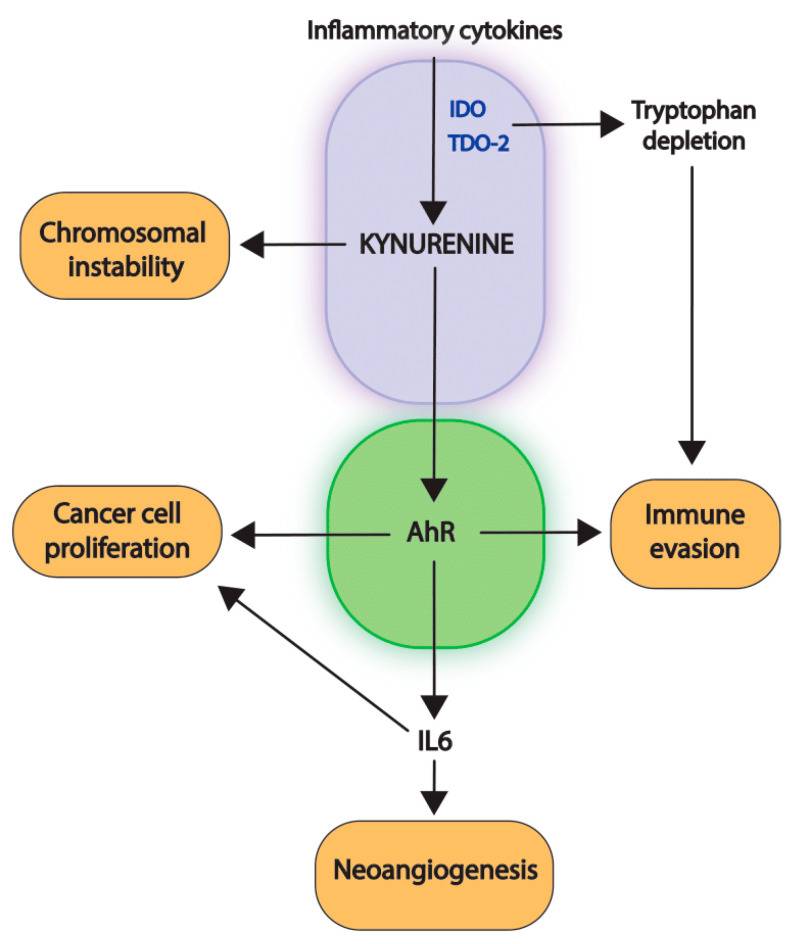 Inflammatory cytokines
IDO
TDO-2
Tryptophan
depletion
Chromosomal
instability
KYNURENINE
Cancer cell
proliferation
AhR
Immune
evasion
IL6
Neoangiogenesis